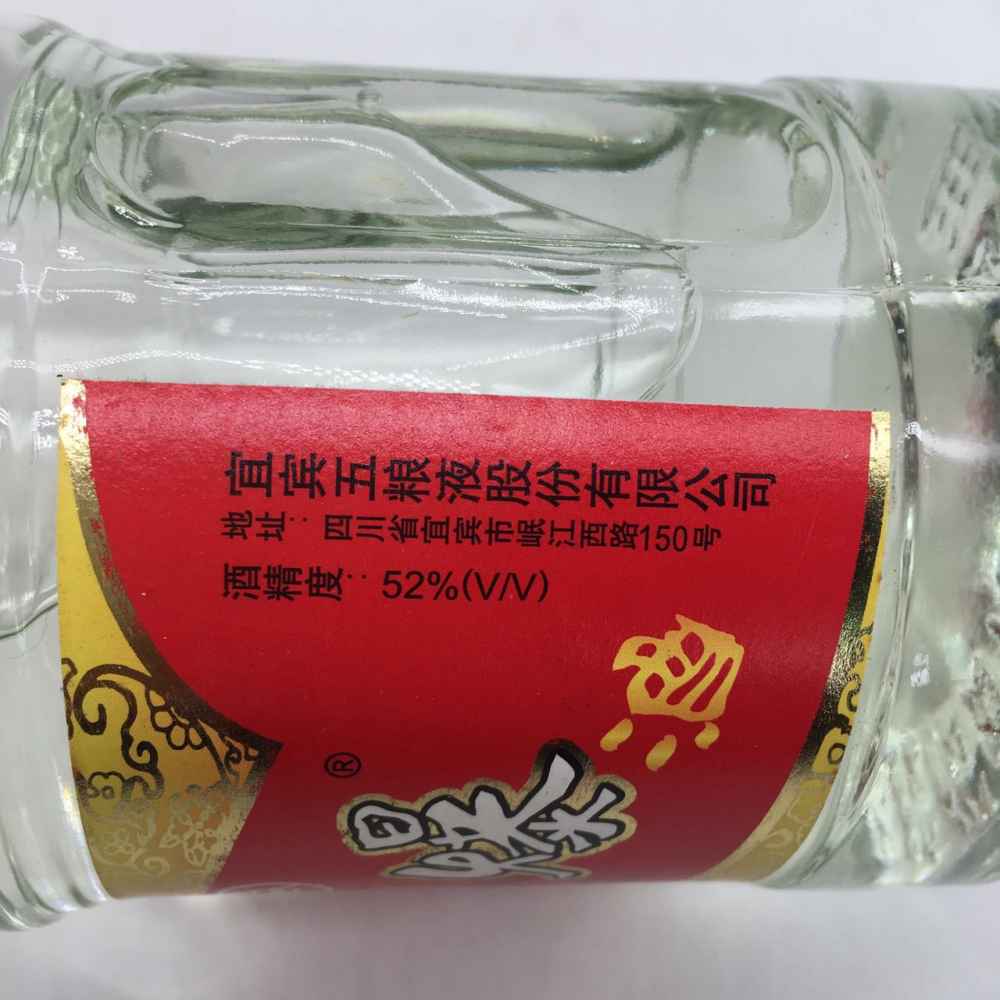 宜宾五粮液股份有限公司
地址：四川省宜宾市岷江西路150号
酒精度：52%(V/V)
酒
®